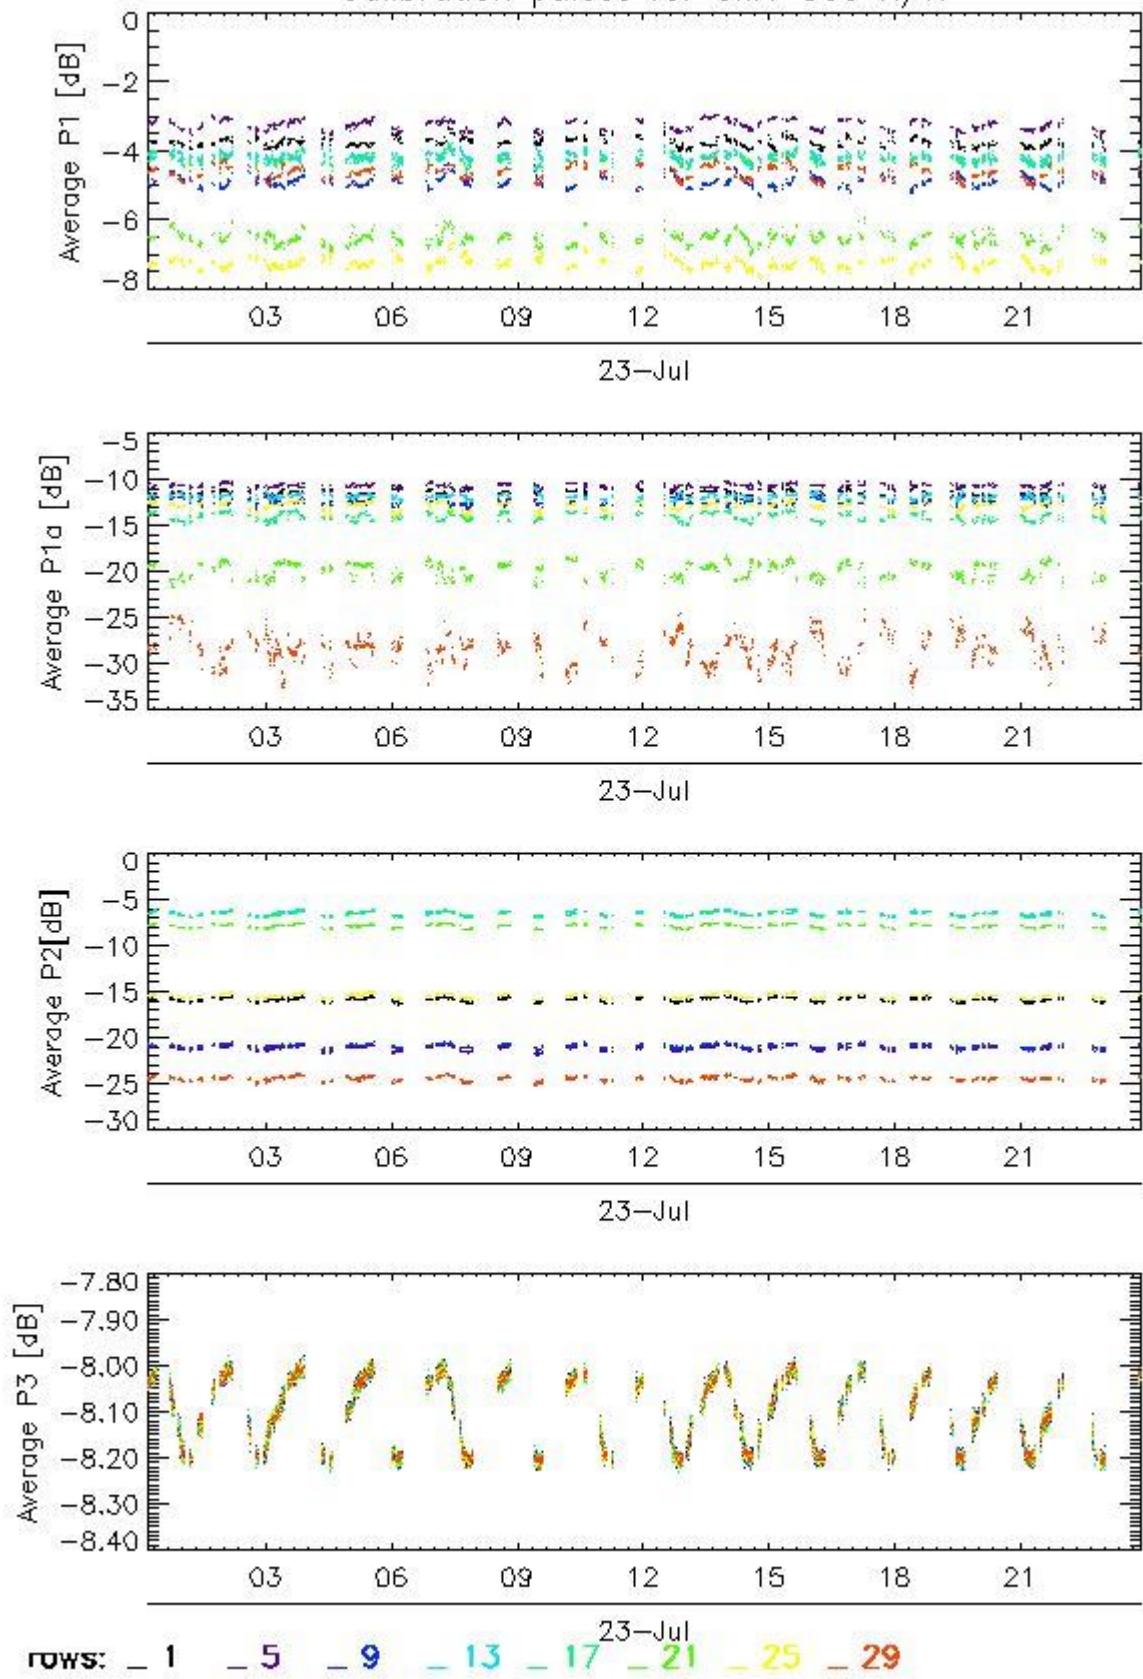 0
-2
-4
-6
-8
Average P1 [dB]
03 06 09 12 15 18 21
23-Jul
-5
-10
-15
-20
-25
-30
-35
Average P1a [dB]
03 06 09 12 15 18 21
23-Jul
0
-5
-10
-15
-20
-25
-30
Average P2[dB]
03 06 09 12 15 18 21
23-Jul
-7.80
-7.90
-8.00
-8.10
-8.20
-8.30
-8.40
Average P3 [dB]
03 06 09 12 15 18 21
23-Jul
rows: _ 1 _ 5 _ 9 _ 13 _ 17 _ 21 _ 25 _ 29